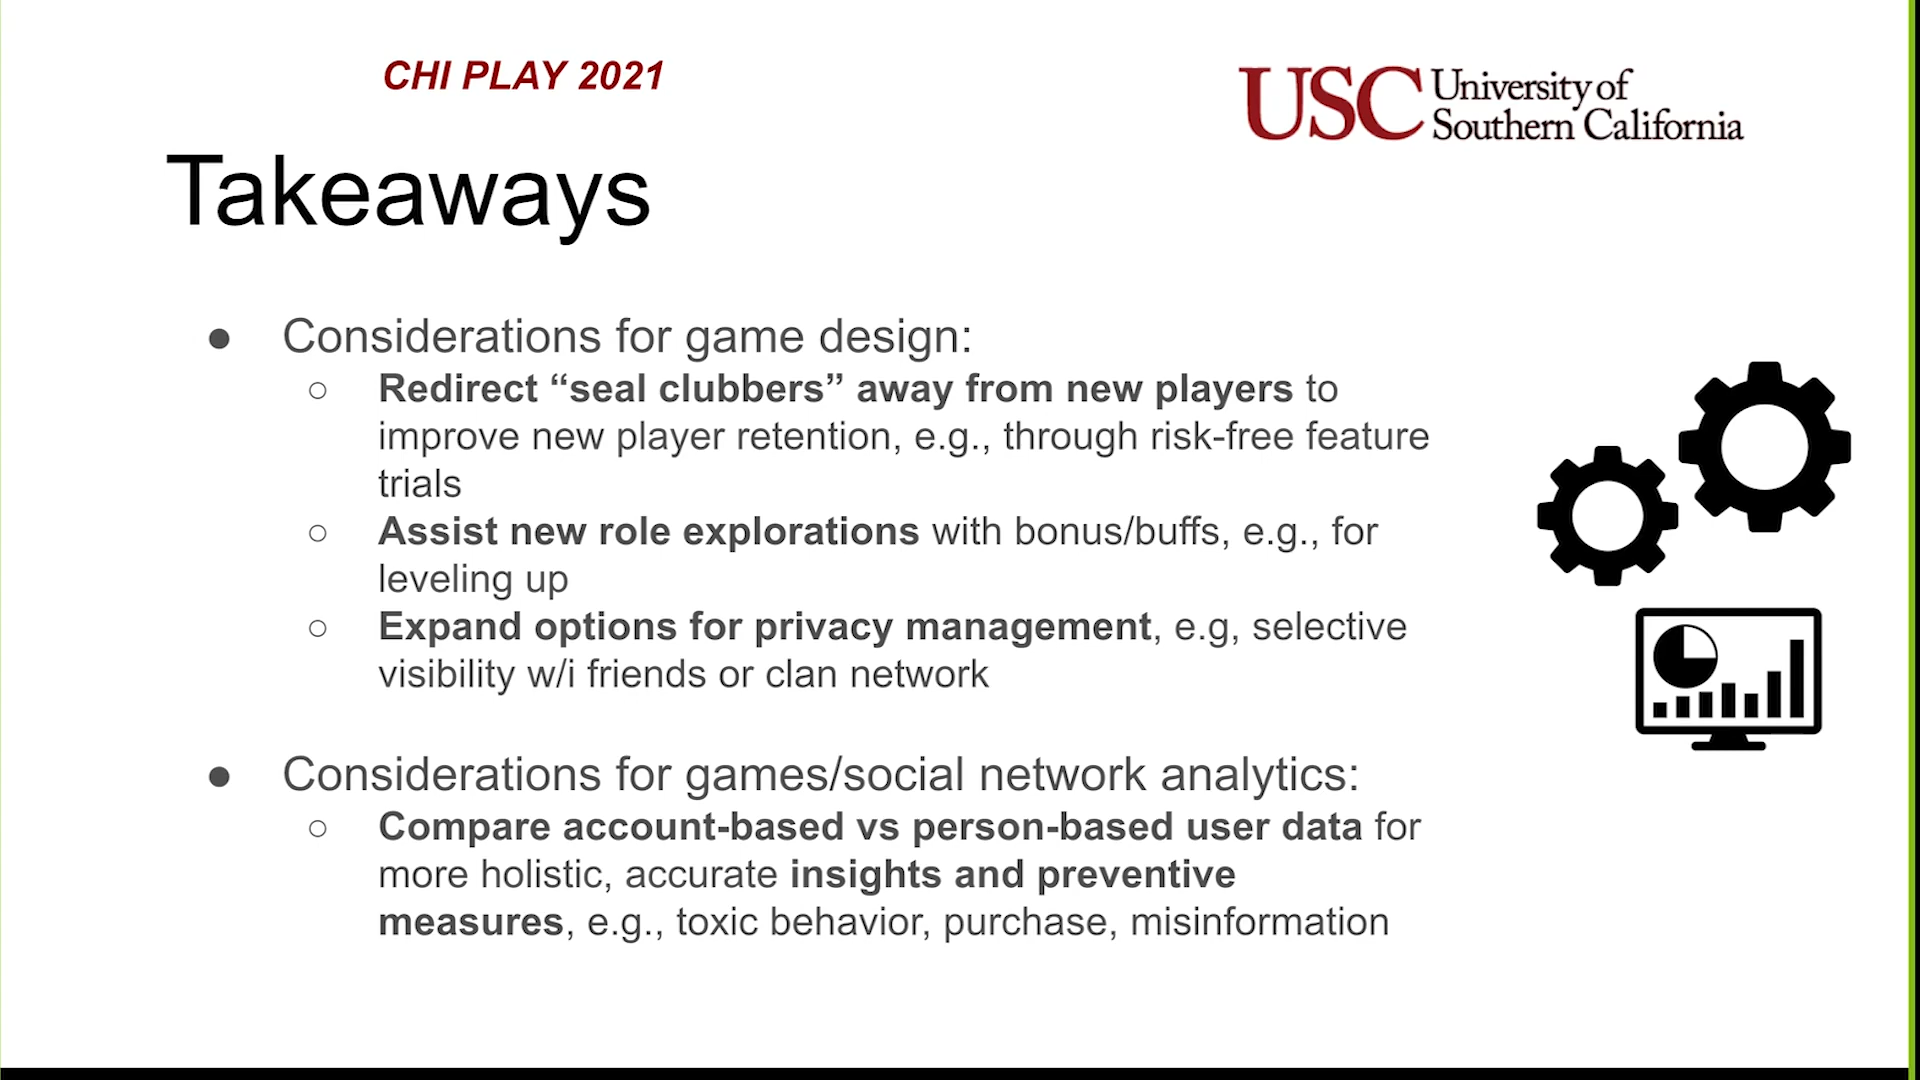 CHI PLAY 2021
USC University of
Southern California
Takeaways
● Considerations for game design:
○ Redirect “seal clubbers” away from new players to
improve new player retention, e.g., through risk-free feature
trials
○ Assist new role explorations with bonus/buffs, e.g., for
leveling up
○ Expand options for privacy management, e.g, selective
visibility w/i friends or clan network
● Considerations for games/social network analytics:
○ Compare account-based vs person-based user data for
more holistic, accurate insights and preventive
measures, e.g., toxic behavior, purchase, misinformation